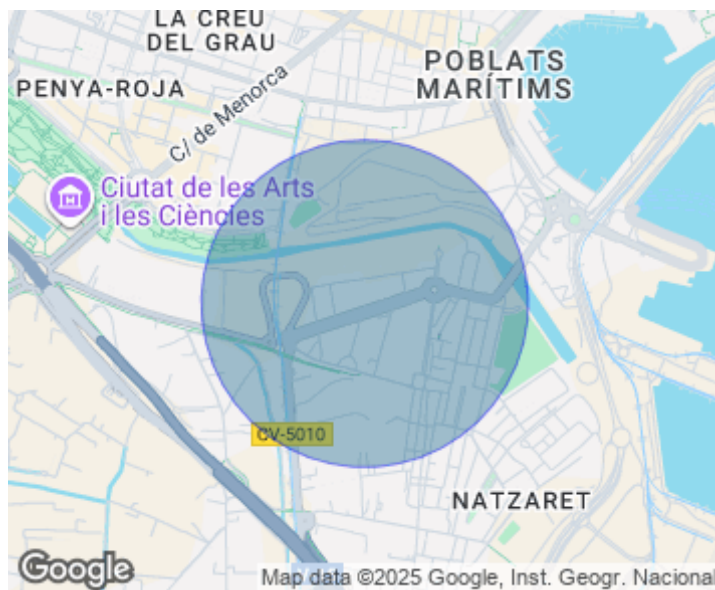 LA CREU
DEL GRAU
POBLATS
MARÍTIMS
PENYA-ROJA
C/ de Menorca
Ciutat de les Arts
i les Ciències
CV-5010
NATZARET
Google
Map data ©2025 Google, Inst. Geogr. Nacional